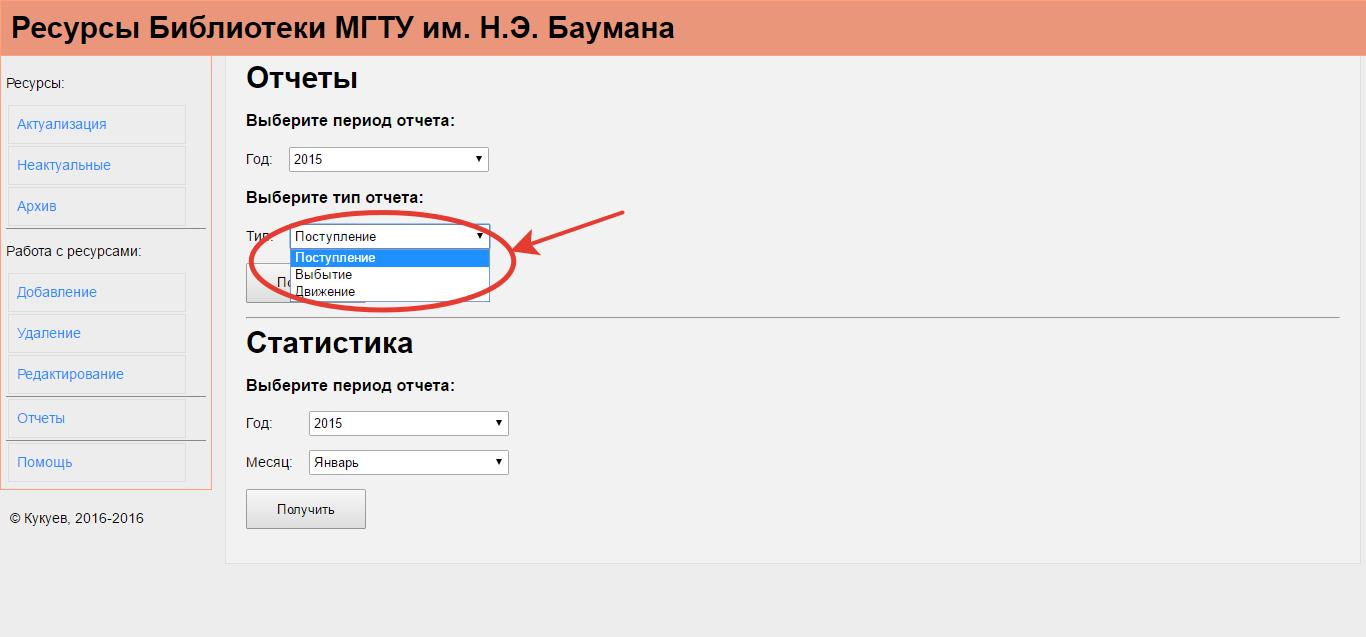 Ресурсы Библиотеки МГТУ им. Н.Э. Баумана
Ресурсы:
Актуализация
Неактуальные
Архив
Работа с ресурсами:
Добавление
Удаление
Редактирование
Отчеты
Помощь
© Кукуев, 2016-2016
Отчеты
Выберите период отчета:
Год: 2015
Выберите тип отчета:
Тип: Поступление
Поступление
Выбытие
Движение
Статистика
Выберите период отчета:
Год: 2015
Месяц: Январь
Получить